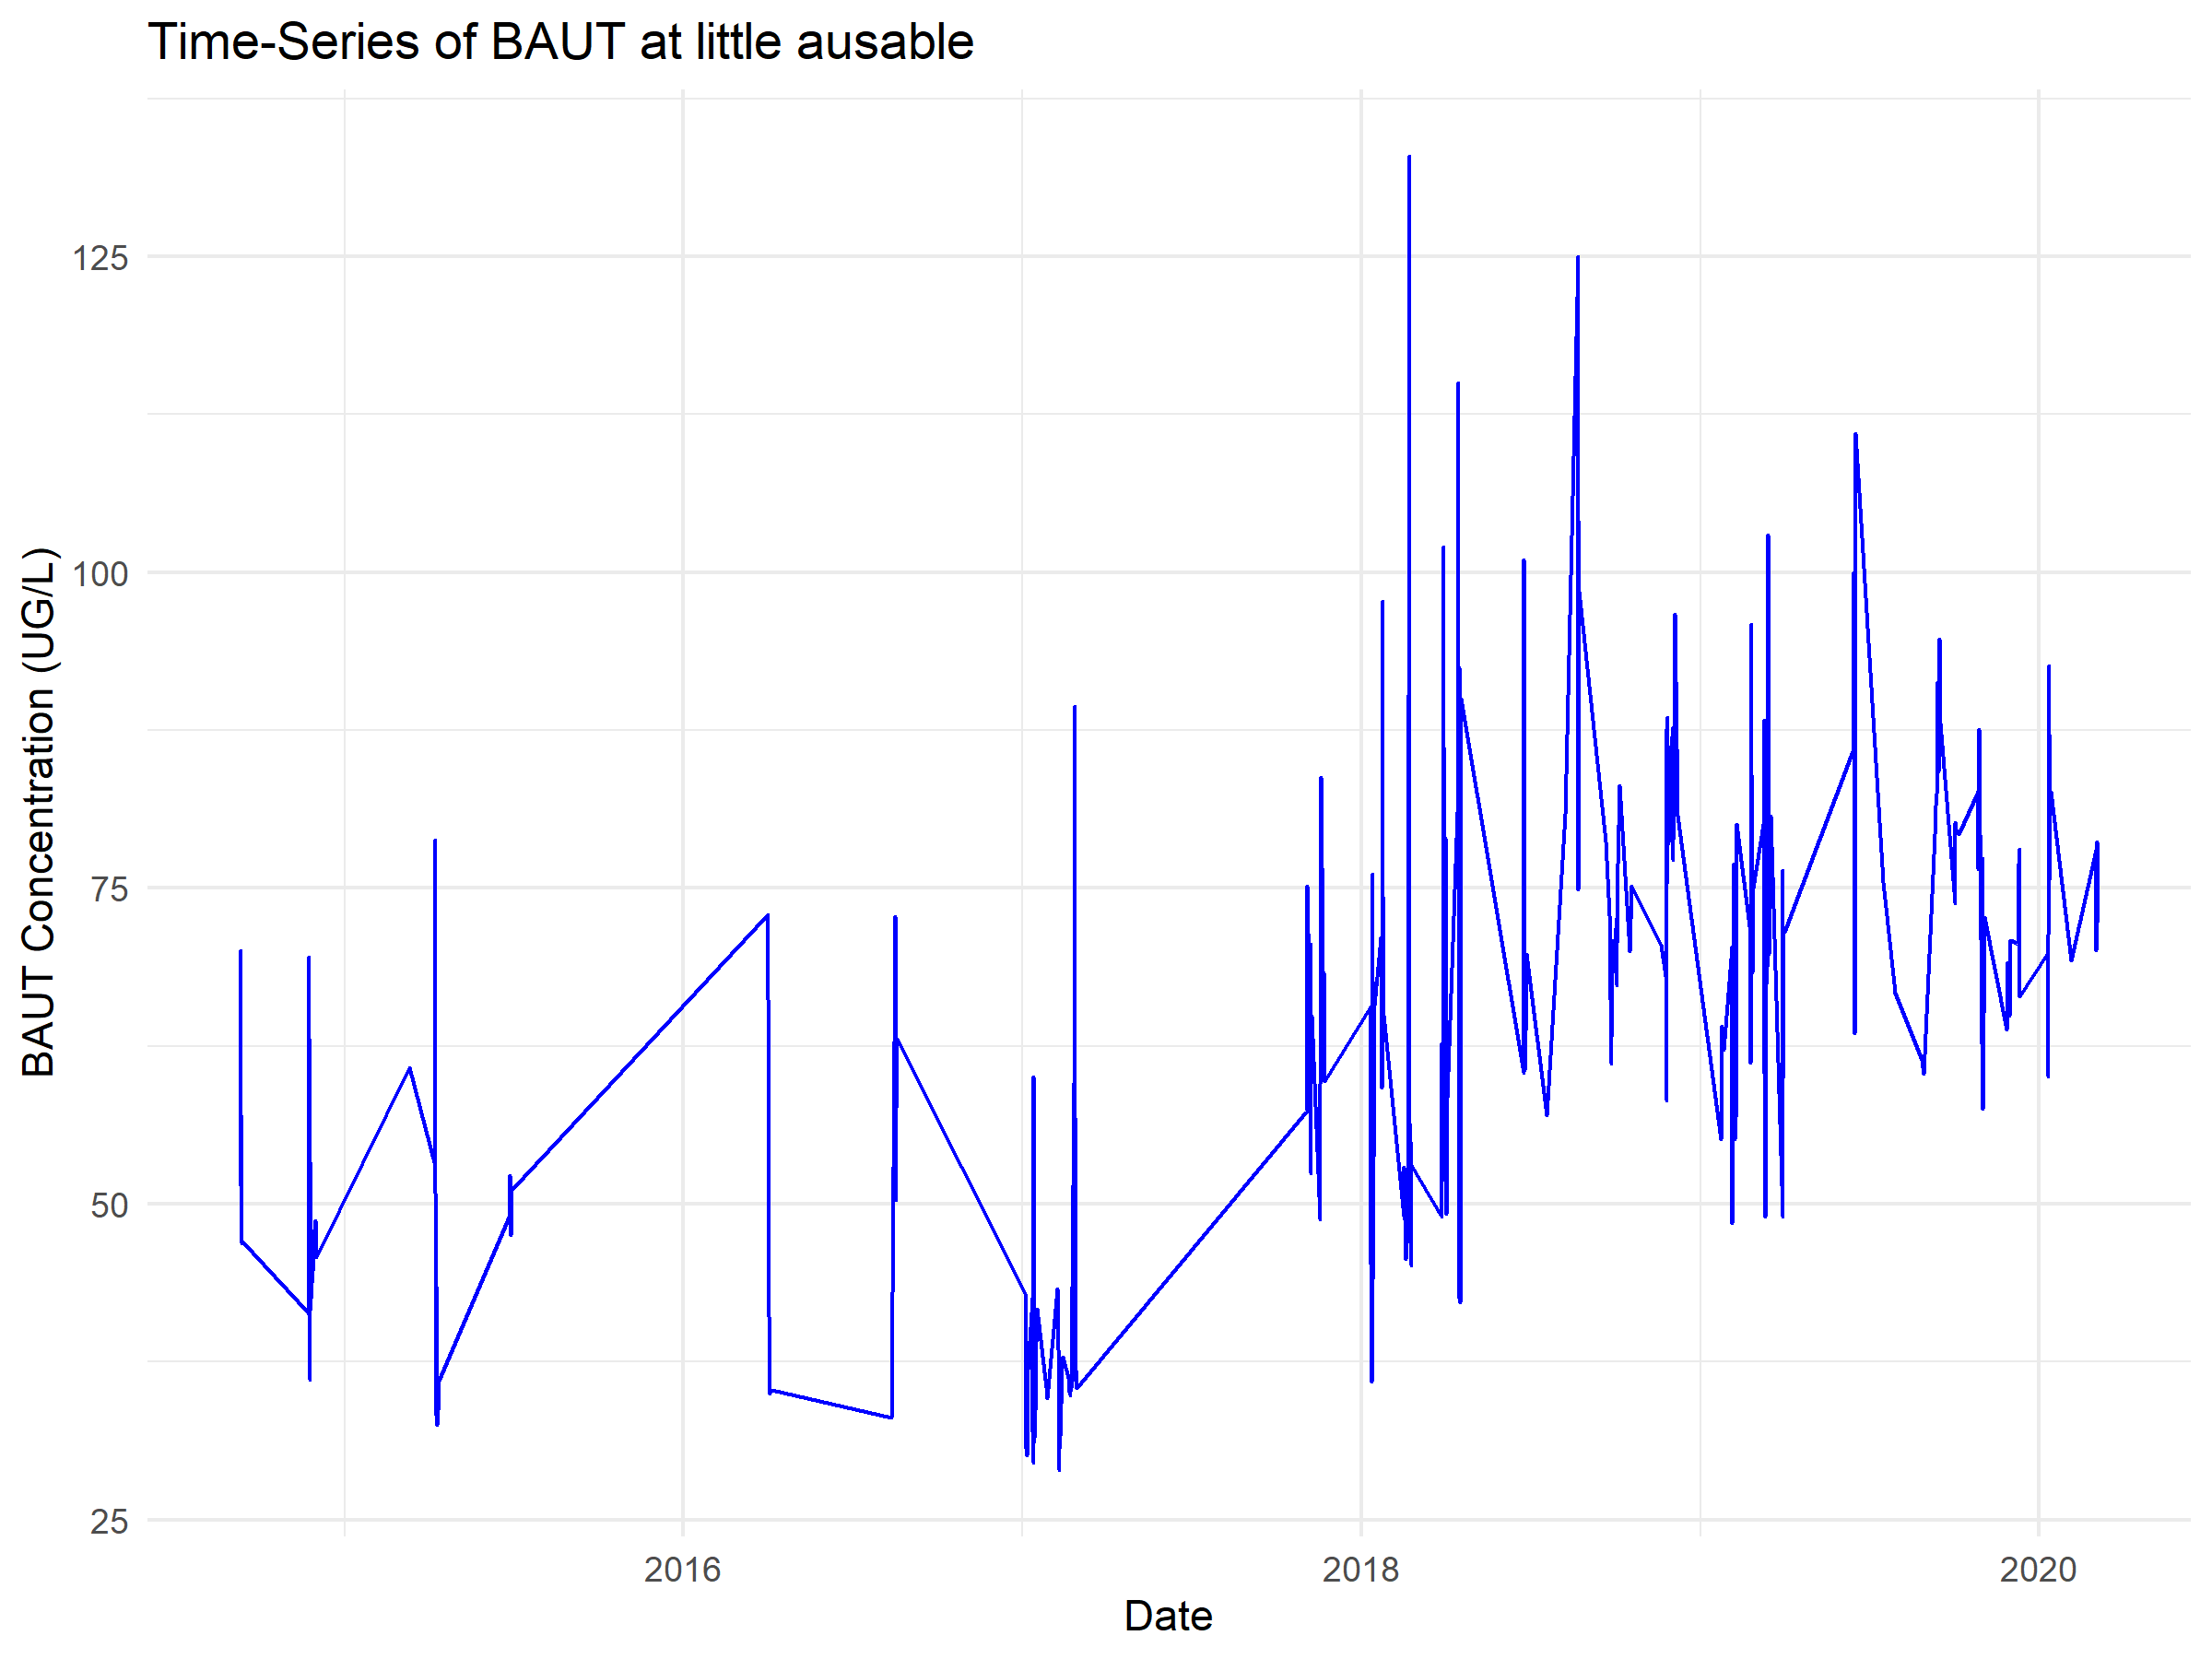 Time-Series of BAUT at little ausable
BAUT Concentration (UG/L)
125
100
75
50
25
2016
2018
2020
Date